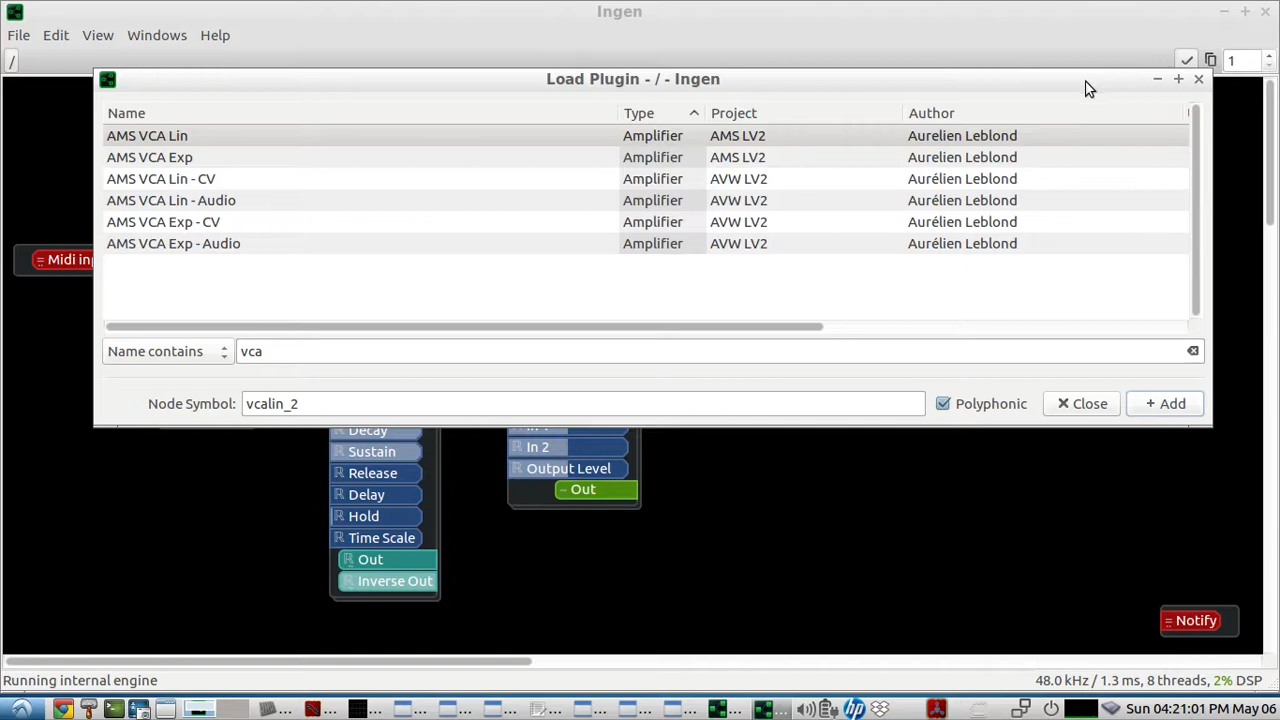 Ingen
File Edit View Windows Help
/ 1
Load Plugin - / - Ingen
Name Type Project Author
AMS VCA Lin Amplifier AMS LV2 Aurelien Leblond
AMS VCA Exp Amplifier AMS LV2 Aurelien Leblond
AMS VCA Lin - CV Amplifier AVW LV2 Aurélien Leblond
AMS VCA Lin - Audio Amplifier AVW LV2 Aurélien Leblond
AMS VCA Exp - CV Amplifier AVW LV2 Aurélien Leblond
AMS VCA Exp - Audio Amplifier AVW LV2 Aurélien Leblond
Midi in
Name contains vca
Node Symbol: vcalin_2 Polyphonic Close + Add
Decay
Sustain
Release
Delay
Hold
Time Scale
Out
Inverse Out
In 2
Output Level
Out
Notify
Running internal engine 48.0 kHz / 1.3 ms, 8 threads, 2% DSP
... ... ... ... ... ... ... ... ... ... ... ... hp Sun 04:21:01 PM May 06